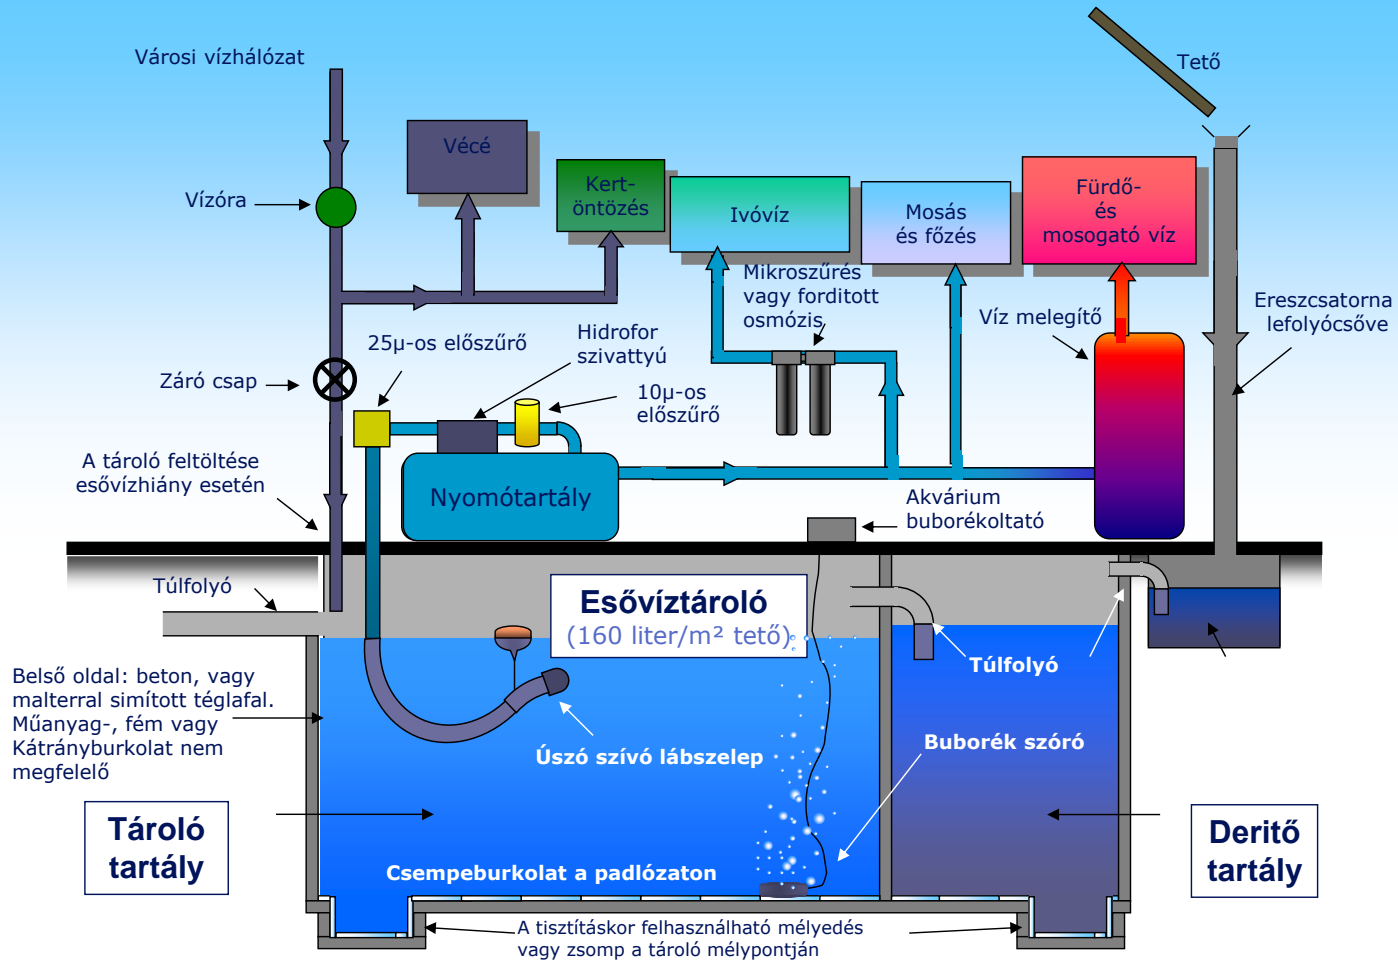 Városi vízhálózat
Tető
Vécé
Kert-
öntözés
Ivóvíz
Mosás
és főzés
Fürdő-
és
mosogató víz
Vízóra
Mikroszűrés
vagy forditott
osmózis
Víz melegítő
Ereszcsatorna
lefolyócsöve
25µ-os előszűrő
Hidrofor
szivattyú
Záró csap
10µ-os
előszűrő
A tároló feltöltése
esővízhiány esetén
Nyomótartály
Akvárium
buborékoltató
Túlfolyó
Esővíztároló
(160 liter/m² tető)
Túlfolyó
Belső oldal: beton, vagy
malterral simított téglafal.
Műanyag-, fém vagy
Kátrányburkolat nem
megfelelő
Úszó szívó lábszelep
Buborék szóró
Tároló
tartály
Deritő
tartály
Csempeburkolat a padlózaton
A tisztításkor felhasználható mélyedés
vagy zsomp a tároló mélypontján